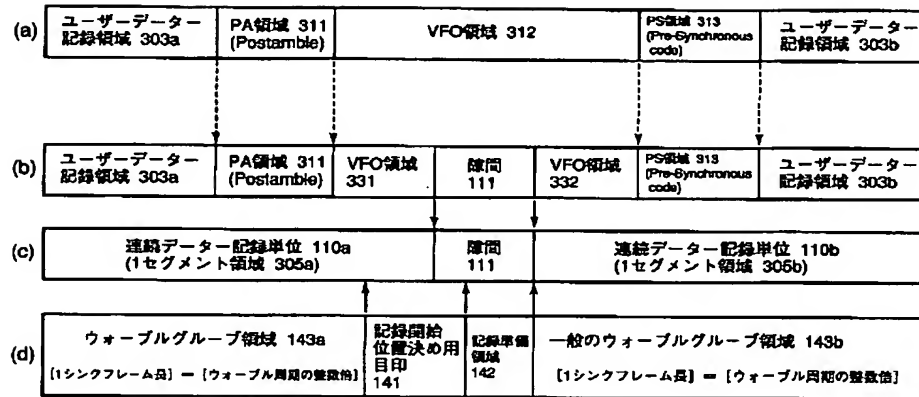 (a)
ユーザーデーター
記録領域 303a
PA領域 311
(Postamble)
VFO領域 312
PS領域 313
(Pre-Synchronous
code)
ユーザーデーター
記録領域 303b
(b)
ユーザーデーター
記録領域 303a
PA領域 311
(Postamble)
VFO領域
331
隙間
111
VFO領域
332
PS領域 313
(Pre-Synchronous
code)
ユーザーデーター
記録領域 303b
(c)
連続データー記録単位 110a
(1セグメント領域 305a)
隙間
111
連続データー記録単位 110b
(1セグメント領域 305b)
(d)
ウォーブルグルーブ領域 143a
[1シンクフレーム長] = [ウォーブル周期の整数倍]
記録開始
位置決め用
目印
141
記録準備
領域
142
一般のウォーブルグルーブ領域 143b
[1シンクフレーム長] = [ウォーブル周期の整数倍]